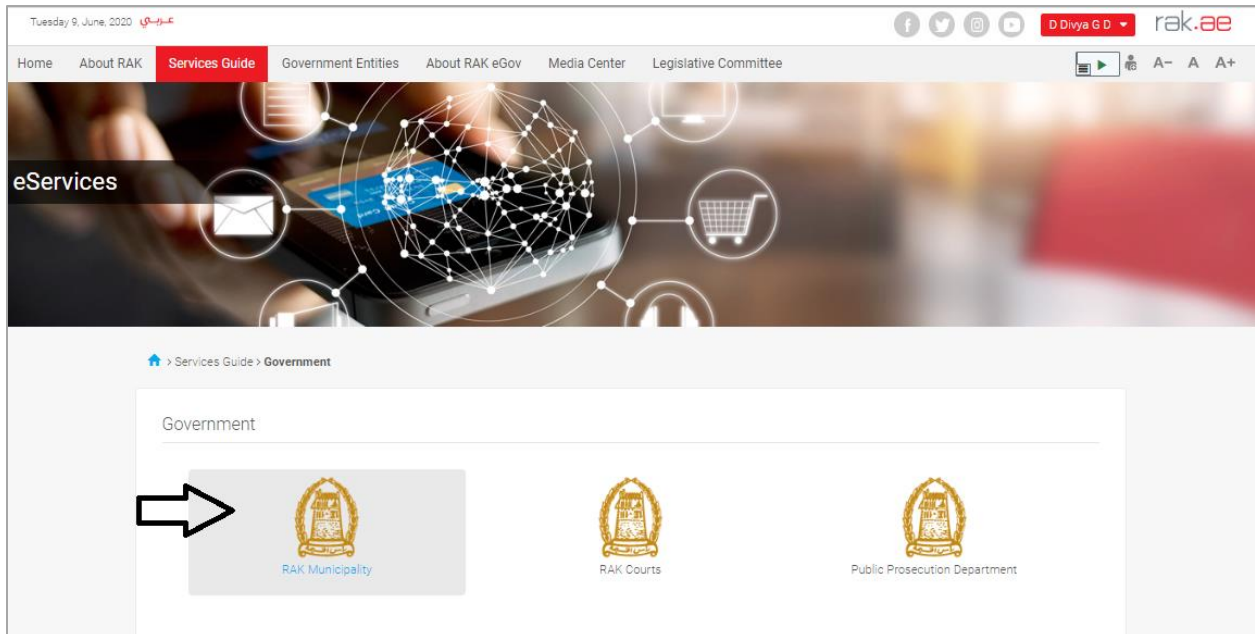 Tuesday 9, June, 2020 عـــربـــي
D Divya G D
rak.ae
Home About RAK Services Guide Government Entities About RAK eGov Media Center Legislative Committee
A- A A+
eServices
> Services Guide > Government
Government
RAK Municipality RAK Courts Public Prosecution Department